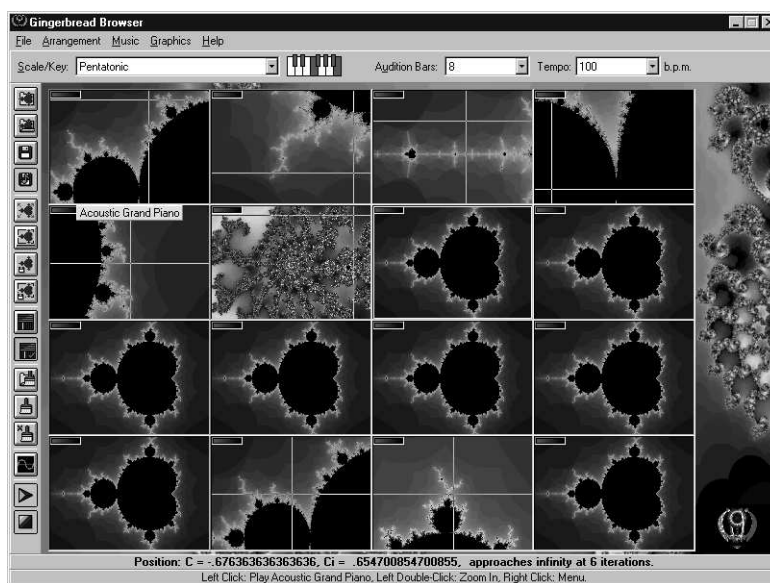 Gingerbread Browser
File Arrangement Music Graphics Help
Scale/Key: Pentatonic Audition Bars: 8 Tempo: 100 b.p.m.
Acoustic Grand Piano
Position: C = -.676363636363636, Ci = .654700854700855, approaches infinity at 6 iterations.
Left Click: Play Acoustic Grand Piano, Left Double-Click: Zoom In, Right Click: Menu.